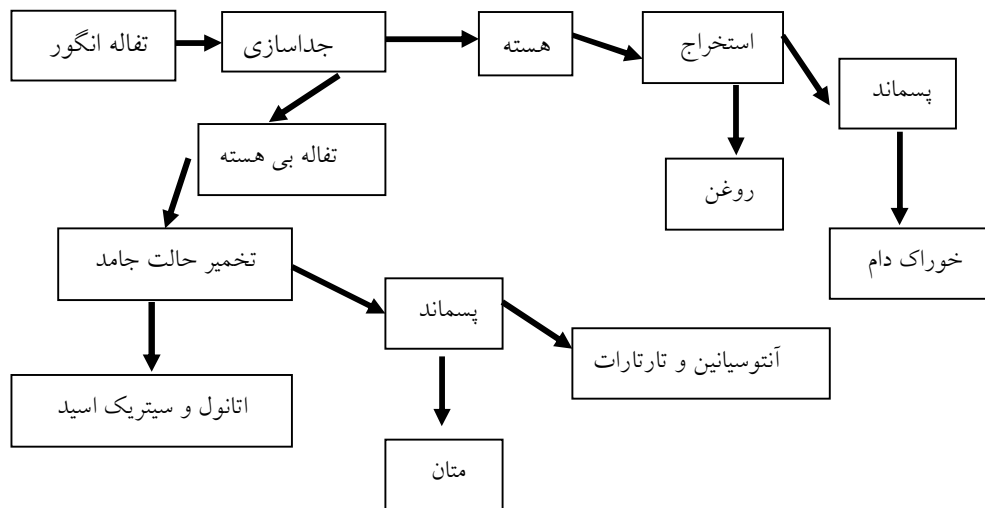 تفاله انگور
جداسازی
هسته
استخراج
پسماند
تفاله بی هسته
روغن
خوراک دام
تخمیر حالت جامد
پسماند
آنتوسیانین و تارتارات
اتانول و سیتریک اسید
متان